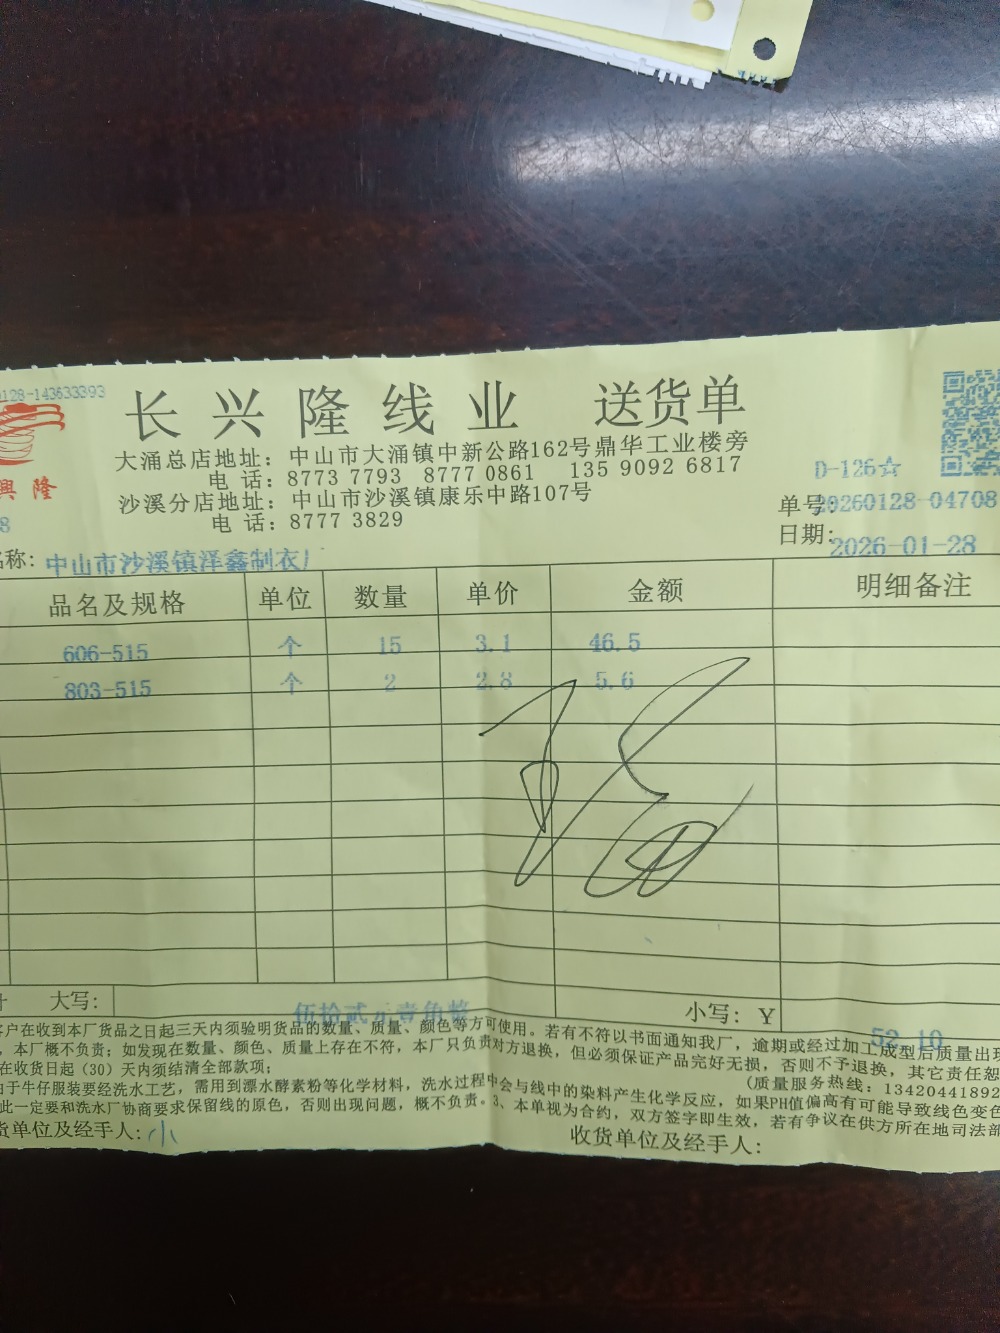 0128-143633393
长兴隆线业 送货单
興隆
大涌总店地址：中山市大涌镇中新公路162号鼎华工业楼旁
电话：8773 7793 8777 0861 135 9092 6817
沙溪分店地址：中山市沙溪镇康乐中路107号
电话：8777 3829
D-126☆
单号：20260128-04708
日期：2026-01-28
8
名称：中山市沙溪镇泽鑫制衣厂
品名及规格 单位 数量 单价 金额 明细备注
606-515 个 15 3.1 46.5
803-515 个 2 2.8 5.6
计 大写： 伍拾贰元壹角整 小写：Y 52.10
客户在收到本厂货品之日起三天内须验明货品的数量、质量、颜色等方可使用。若有不符以书面通知我厂，逾期或经过加工成型后质量出现
，本厂概不负责；如发现在数量、颜色、质量上存在不符，本厂只负责对方退换，但必须保证产品完好无损，否则不予退换，其它责任恕
在收货日起（30）天内须结清全部款项；
（质量服务热线：13420441892
由于牛仔服装要经洗水工艺，需用到漂水酵素粉等化学材料，洗水过程中会与线中的染料产生化学反应，如果PH值偏高有可能导致线色变色
此一定要和洗水厂协商要求保留线的原色，否则出现问题，概不负责。3、本单视为合约，双方签字即生效，若有争议在供方所在地司法部
货单位及经手人：小
收货单位及经手人：